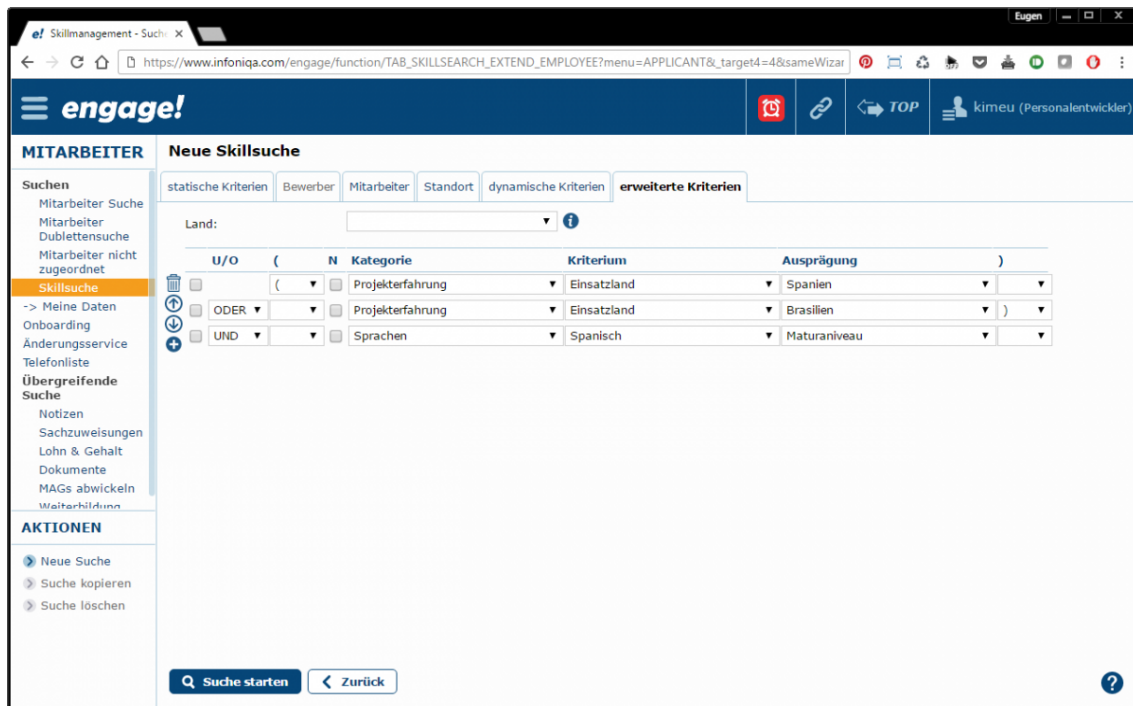 Eugen
e! Skillmanagement - Such
https://www.infoniqa.com/engage/function/TAB_SKILLSEARCH_EXTEND_EMPLOYEE?menu=APPLICANT&_target4=4&sameWizar
engage!
TOP
kimeu (Personalentwickler)
MITARBEITER
Suchen
Mitarbeiter Suche
Mitarbeiter
Dublettensuche
Mitarbeiter nicht
zugeordnet
Skillsuche
-> Meine Daten
Onboarding
Änderungsservice
Telefonliste
Übergreifende
Suche
Notizen
Sachzuweisungen
Lohn & Gehalt
Dokumente
MAGs abwickeln
Weiterbildung
AKTIONEN
Neue Suche
Suche kopieren
Suche löschen
Neue Skillsuche
statische Kriterien Bewerber Mitarbeiter Standort dynamische Kriterien erweiterte Kriterien
Land:
U/O ( N Kategorie Kriterium Ausprägung )
( Projekterfahrung Einsatzland Spanien
ODER Projekterfahrung Einsatzland Brasilien )
UND Sprachen Spanisch Maturaniveau
Suche starten Zurück